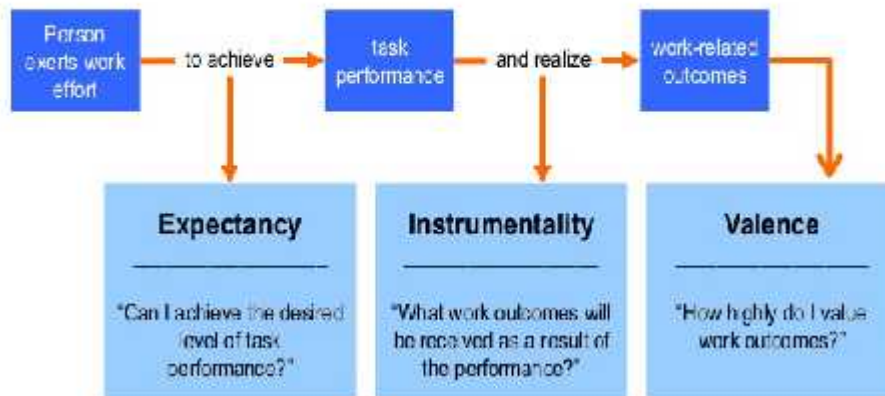 Person
exerts work
effort
to achieve
task
performance
and realize
work-related
outcomes
Expectancy
"Can I achieve the desired
level of task
performance?"
Instrumentality
"What work outcomes will
be received as a result of
the performance?"
Valence
"How highly do I value
work outcomes?"